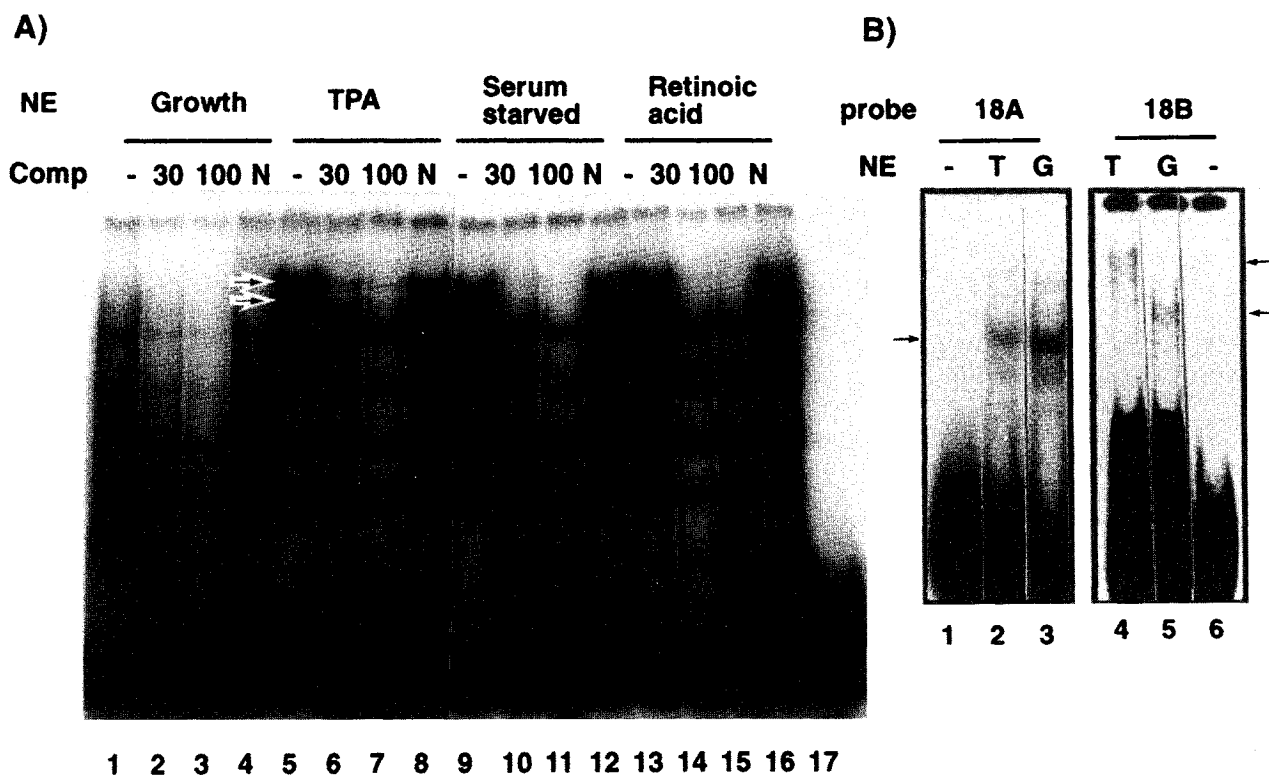 A)
NE Growth TPA Serum starved Retinoic acid
Comp - 30 100 N - 30 100 N - 30 100 N - 30 100 N
1 2 3 4 5 6 7 8 9 10 11 12 13 14 15 16 17
B)
probe 18A 18B
NE - T G T G -
1 2 3 4 5 6